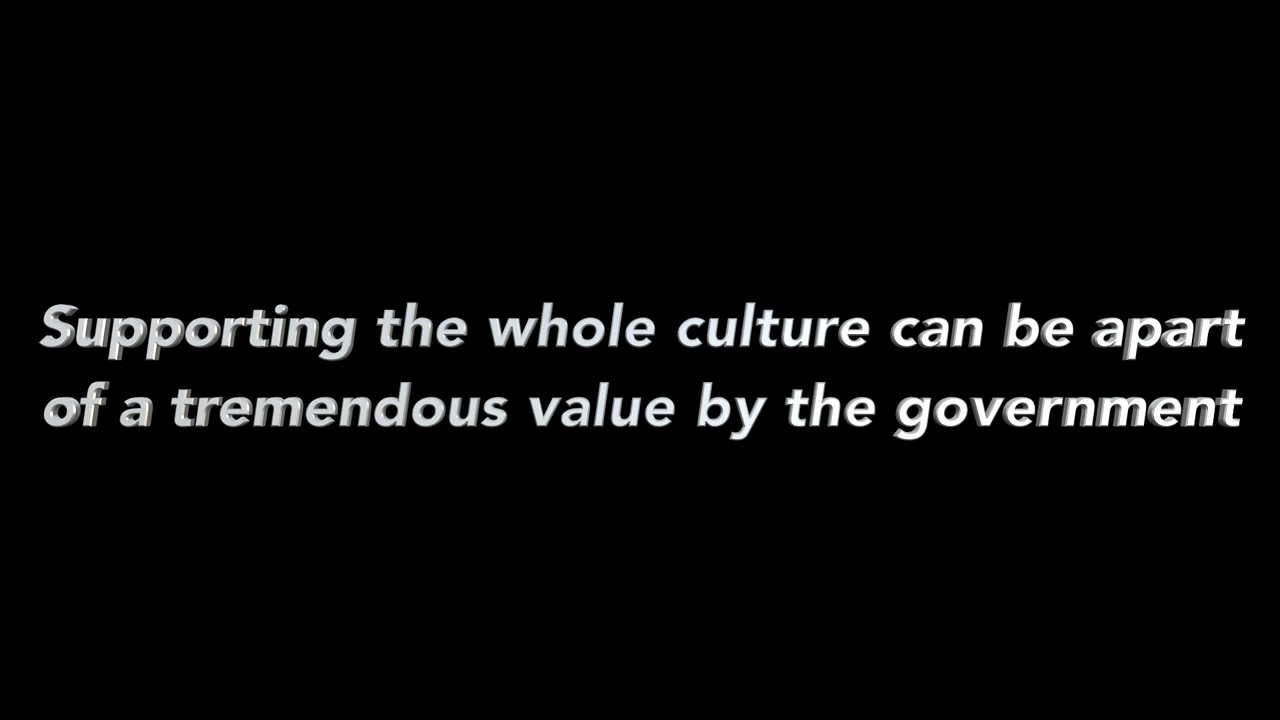 Supporting the whole culture can be apart
of a tremendous value by the government